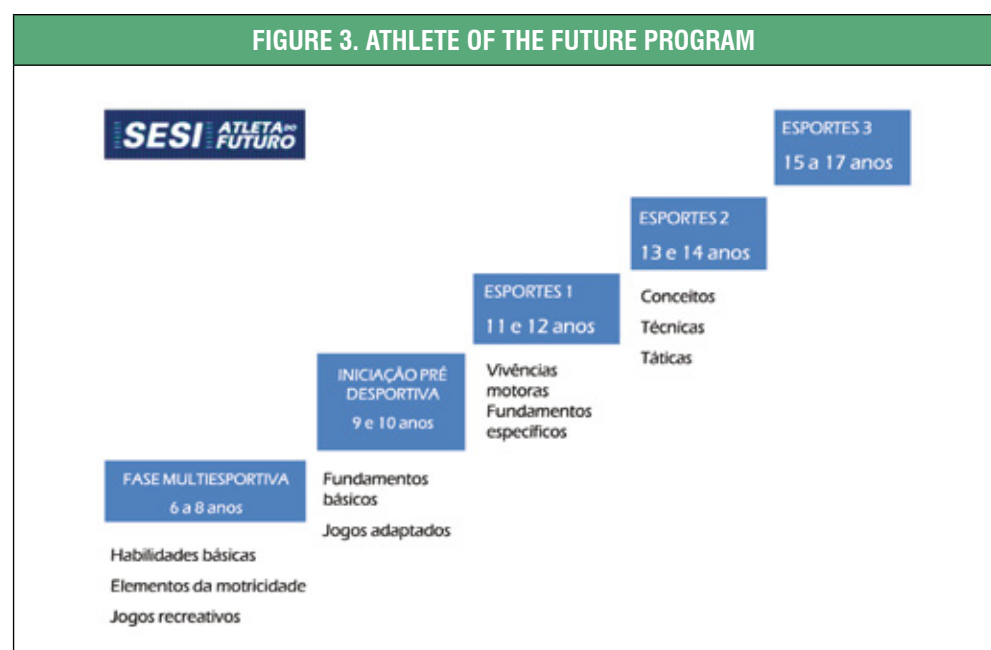 FIGURE 3. ATHLETE OF THE FUTURE PROGRAM
SESI ATLETA DO
FUTURO
ESPORTES 3
15 a 17 anos
ESPORTES 2
13 e 14 anos
Conceitos
Técnicas
Táticas
ESPORTES 1
11 e 12 anos
Vivências
motoras
Fundamentos
específicos
INICIAÇÃO PRÉ
DESPORTIVA
9 e 10 anos
Fundamentos
básicos
Jogos adaptados
FASE MULTIESPORTIVA
6 a 8 anos
Habilidades básicas
Elementos da motricidade
Jogos recreativos